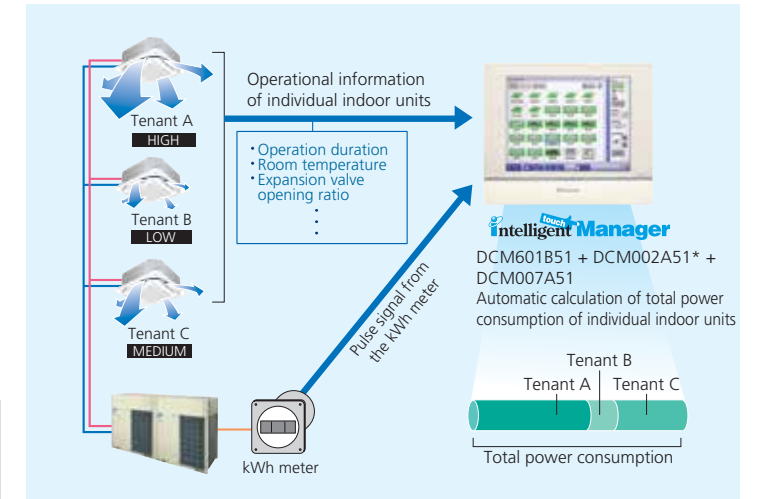 Operational information
of individual indoor units
Tenant A
HIGH
・Operation duration
・Room temperature
・Expansion valve
opening ratio
Tenant B
LOW
Tenant C
MEDIUM
Pulse signal from
the kWh meter
kWh meter
intelligent touch Manager
DCM601B51 + DCM002A51* +
DCM007A51
Automatic calculation of total power
consumption of individual indoor units
Tenant B
Tenant A
Tenant C
Total power consumption